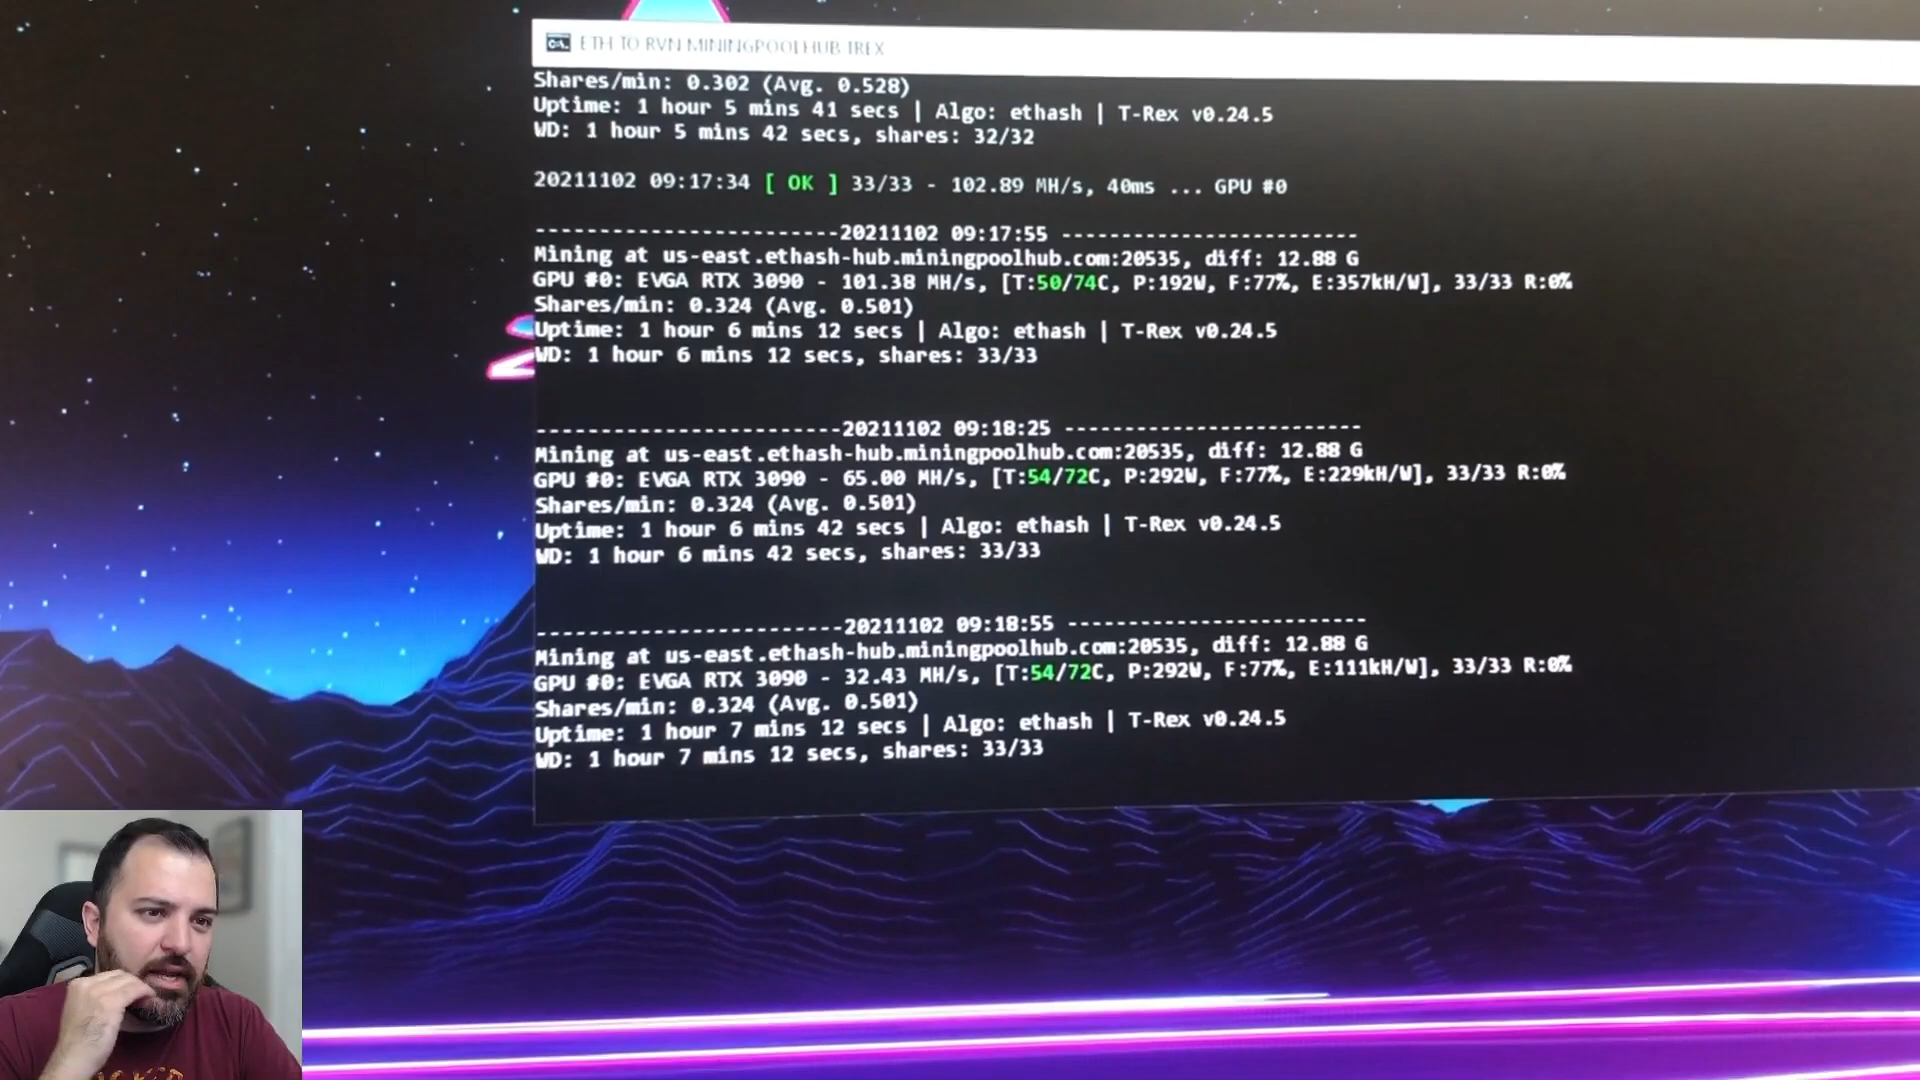 ETH TO RVN MININGPOOLHUB TREX
Shares/min: 0.302 (Avg. 0.528)
Uptime: 1 hour 5 mins 41 secs | Algo: ethash | T-Rex v0.24.5
WD: 1 hour 5 mins 42 secs, shares: 32/32
20211102 09:17:34 [ OK ] 33/33 - 102.89 MH/s, 40ms ... GPU #0
-------------------------20211102 09:17:55 -------------------------
Mining at us-east.ethash-hub.miningpoolhub.com:20535, diff: 12.88 G
GPU #0: EVGA RTX 3090 - 101.38 MH/s, [T:50/74C, P:192W, F:77%, E:357kH/W], 33/33 R:0%
Shares/min: 0.324 (Avg. 0.501)
Uptime: 1 hour 6 mins 12 secs | Algo: ethash | T-Rex v0.24.5
WD: 1 hour 6 mins 12 secs, shares: 33/33
-------------------------20211102 09:18:25 -------------------------
Mining at us-east.ethash-hub.miningpoolhub.com:20535, diff: 12.88 G
GPU #0: EVGA RTX 3090 - 65.00 MH/s, [T:54/72C, P:292W, F:77%, E:229kH/W], 33/33 R:0%
Shares/min: 0.324 (Avg. 0.501)
Uptime: 1 hour 6 mins 42 secs | Algo: ethash | T-Rex v0.24.5
WD: 1 hour 6 mins 42 secs, shares: 33/33
-------------------------20211102 09:18:55 -------------------------
Mining at us-east.ethash-hub.miningpoolhub.com:20535, diff: 12.88 G
GPU #0: EVGA RTX 3090 - 32.43 MH/s, [T:54/72C, P:292W, F:77%, E:111kH/W], 33/33 R:0%
Shares/min: 0.324 (Avg. 0.501)
Uptime: 1 hour 7 mins 12 secs | Algo: ethash | T-Rex v0.24.5
WD: 1 hour 7 mins 12 secs, shares: 33/33